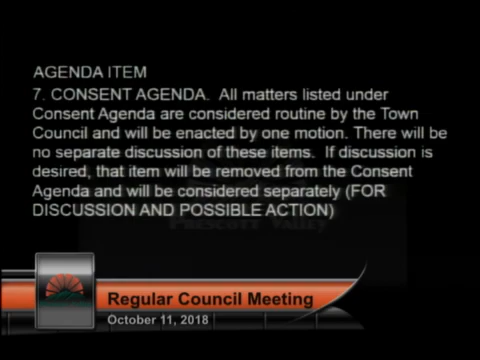 AGENDA ITEM
7. CONSENT AGENDA. All matters listed under
Consent Agenda are considered routine by the Town
Council and will be enacted by one motion. There will be
no separate discussion of these items. If discussion is
desired, that item will be removed from the Consent
Agenda and will be considered separately (FOR
DISCUSSION AND POSSIBLE ACTION)
PRESCOTT VALLEY
Regular Council Meeting
October 11, 2018